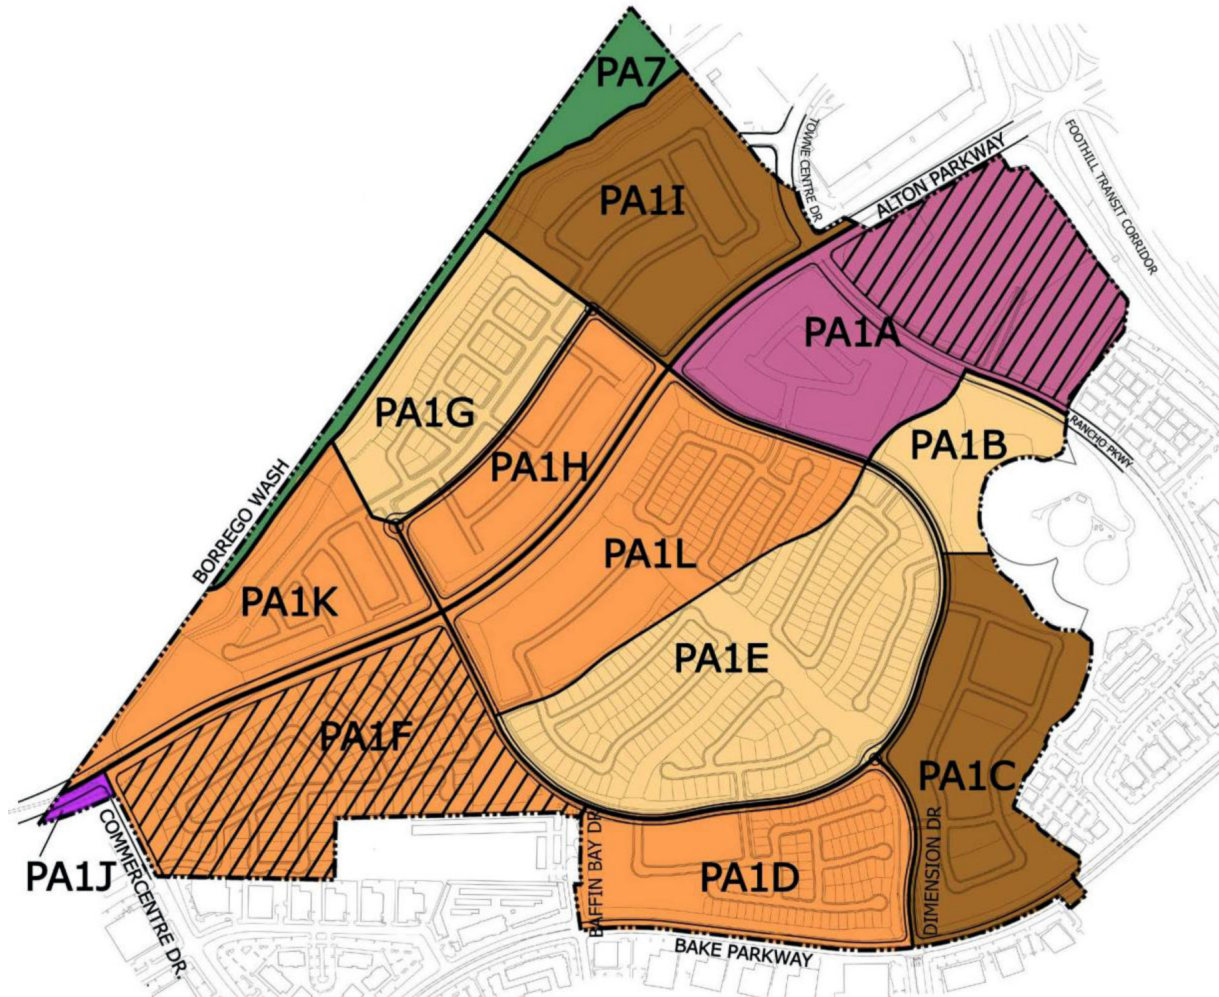 PA7
TOWNE CENTRE DR
FOOTHILL TRANSIT CORRIDOR
ALTON PARKWAY
PA1I
PA1A
PA1G
PA1B
RANCHO PKWY
PA1H
BORREGO WASH
PA1L
PA1K
PA1E
PA1F
PA1C
PA1J
COMMERCENTRE DR.
BAFFIN BAY DR
PA1D
DIMENSION DR
BAKE PARKWAY